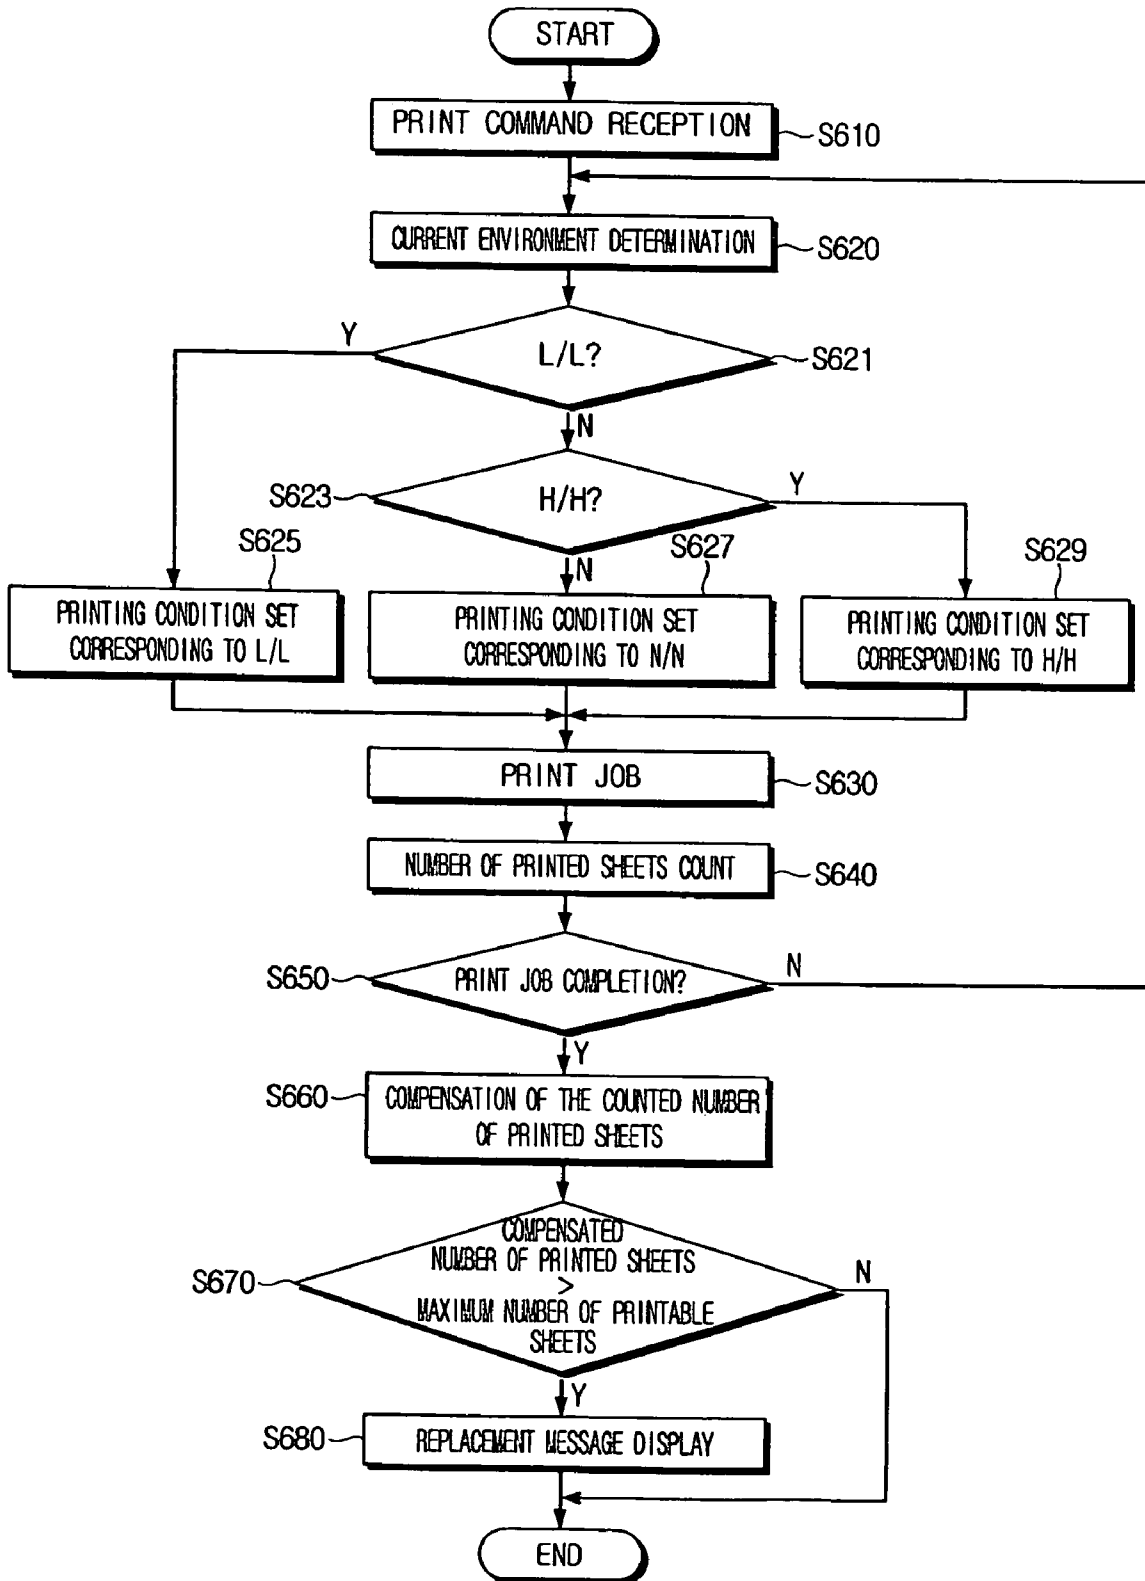 START
PRINT COMMAND RECEPTION
S610
CURRENT ENVIRONMENT DETERMINATION
S620
Y
L/L?
S621
N
S623
H/H?
Y
S625
N
S627
S629
PRINTING CONDITION SET
CORRESPONDING TO L/L
PRINTING CONDITION SET
CORRESPONDING TO N/N
PRINTING CONDITION SET
CORRESPONDING TO H/H
PRINT JOB
S630
NUMBER OF PRINTED SHEETS COUNT
S640
S650
PRINT JOB COMPLETION?
N
Y
S660
COMPENSATION OF THE COUNTED NUMBER
OF PRINTED SHEETS
S670
COMPENSATED
NUMBER OF PRINTED SHEETS
>
MAXIMUM NUMBER OF PRINTABLE
SHEETS
N
Y
S680
REPLACEMENT MESSAGE DISPLAY
END